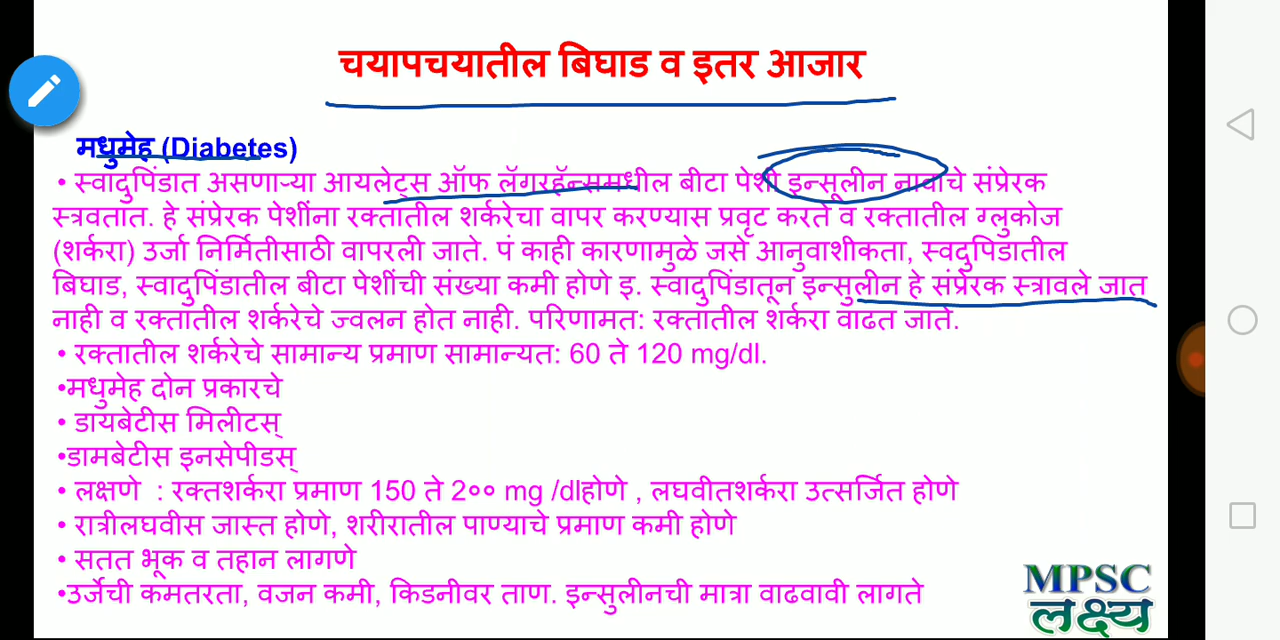 चयापचयातील बिघाड व इतर आजार
मधुमेह (Diabetes)
• स्वादुपिंडात असणाऱ्या आयलेट्स ऑफ लॅगरहॅन्समधील बीटा पेशी इन्सुलीन नावाचे संप्रेरक
स्त्रवतात. हे संप्रेरक पेशींना रक्तातील शर्करेचा वापर करण्यास प्रवृट करते व रक्तातील ग्लुकोज
(शर्करा) उर्जा निर्मितीसाठी वापरली जाते. पं काही कारणामुळे जसे आनुवाशीकता, स्वदुपिडातील
बिघाड, स्वादुपिंडातील बीटा पेशींची संख्या कमी होणे इ. स्वादुपिंडातून इन्सुलीन हे संप्रेरक स्त्रावले जात
नाही व रक्तातील शर्करेचे ज्वलन होत नाही. परिणामत: रक्तातील शर्करा वाढत जाते.
• रक्तातील शर्करेचे सामान्य प्रमाण सामान्यत: 60 ते 120 mg/dl.
•मधुमेह दोन प्रकारचे
• डायबेटीस मिलीटस्
•डामबेटीस इनसेपीडस्
• लक्षणे : रक्तशर्करा प्रमाण 150 ते 2०० mg /dlहोणे , लघवीतशर्करा उत्सर्जित होणे
• रात्रीलघवीस जास्त होणे, शरीरातील पाण्याचे प्रमाण कमी होणे
• सतत भूक व तहान लागणे
•उर्जेची कमतरता, वजन कमी, किडनीवर ताण. इन्सुलीनची मात्रा वाढवावी लागते
MPSC
लक्ष्य